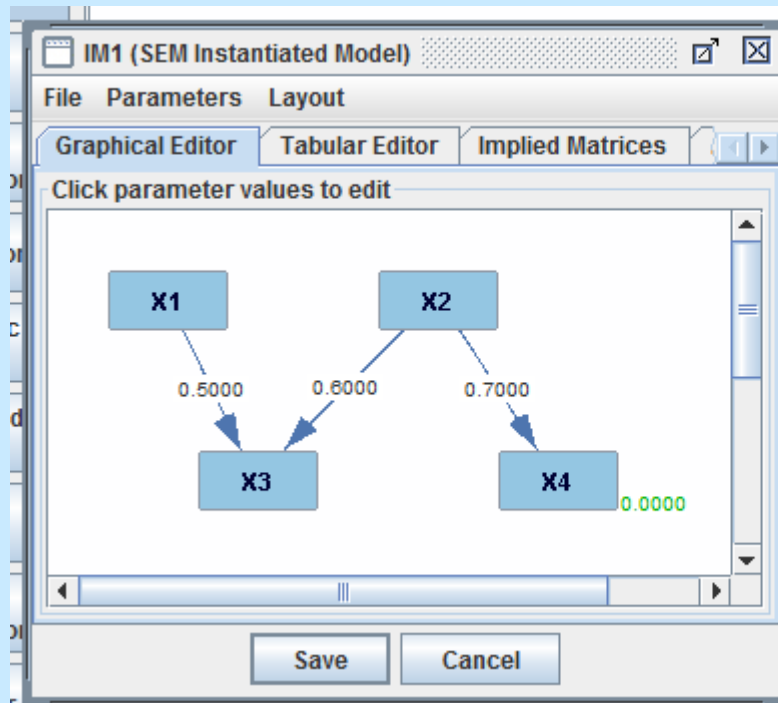 IM1 (SEM Instantiated Model)
File Parameters Layout
Graphical Editor Tabular Editor Implied Matrices
Click parameter values to edit
X1 X2
0.5000 0.6000 0.7000
X3 X4
0.0000
Save Cancel